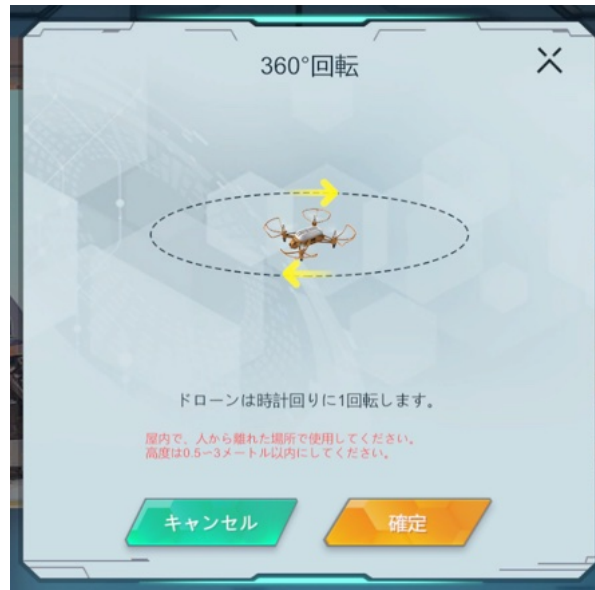 360°回転
ドローンは時計回りに1回転します。
屋内で、人から離れた場所で使用してください。
高度は0.5−3メートル以内にしてください。
キャンセル
確定